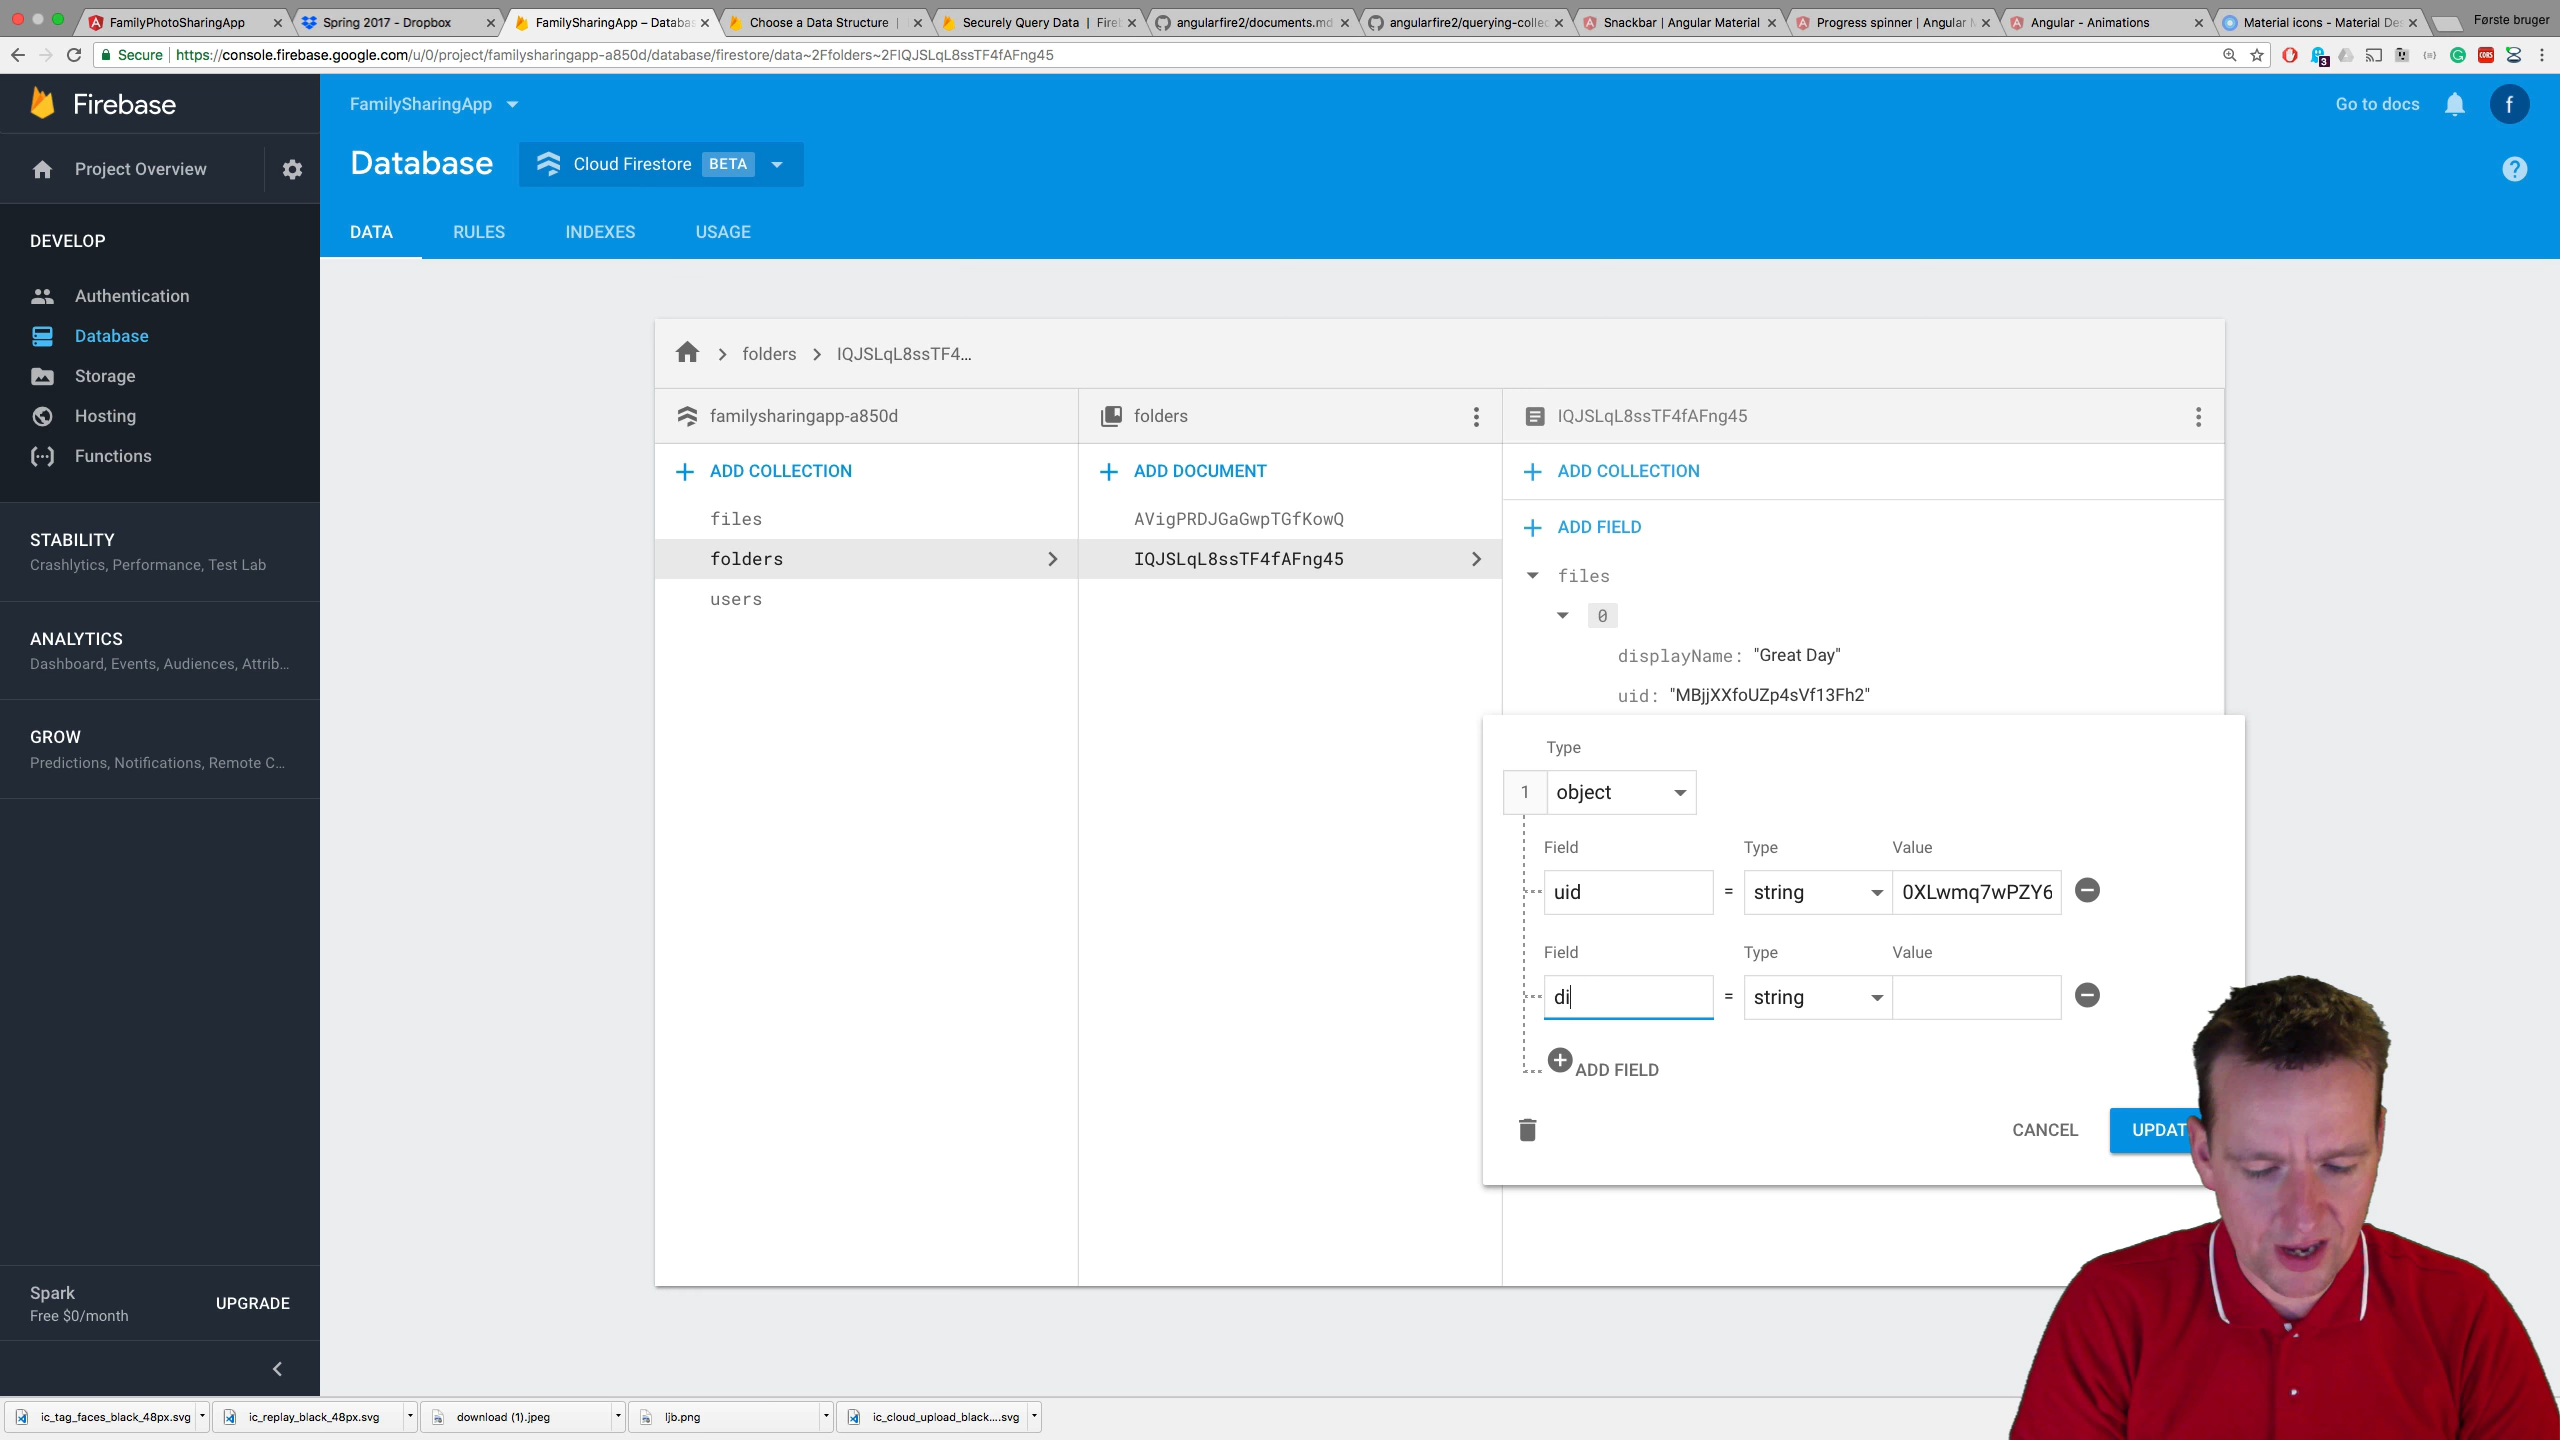 FamilyPhotoSharingApp
Spring 2017 - Dropbox
FamilySharingApp – Databas
Choose a Data Structure |
Securely Query Data | Fire
angularfire2/documents.md
angularfire2/querying-collec
Snackbar | Angular Material
Progress spinner | Angular M
Angular - Animations
Material icons - Material Des
Første bruger
Secure
https://console.firebase.google.com/u/0/project/familysharingapp-a850d/database/firestore/data~2Ffolders~2FIQJSLqL8ssTF4fAFng45
Firebase
FamilySharingApp
Go to docs
f
Project Overview
Database
Cloud Firestore BETA
DATA
RULES
INDEXES
USAGE
DEVELOP
Authentication
Database
Storage
Hosting
Functions
STABILITY
Crashlytics, Performance, Test Lab
ANALYTICS
Dashboard, Events, Audiences, Attrib...
GROW
Predictions, Notifications, Remote C...
Spark
Free $0/month
UPGRADE
folders
IQJSLqL8ssTF4...
familysharingapp-a850d
folders
IQJSLqL8ssTF4fAFng45
ADD COLLECTION
ADD DOCUMENT
ADD COLLECTION
files
folders
users
AVigPRDJGaGwpTGfKowQ
IQJSLqL8ssTF4fAFng45
ADD FIELD
files
0
displayName: "Great Day"
uid: "MBjjXXfoUZp4sVf13Fh2"
Type
1 object
Field Type Value
uid = string 0XLwmq7wPZY6
Field Type Value
di = string
ADD FIELD
CANCEL
UPDAT
ic_tag_faces_black_48px.svg
ic_replay_black_48px.svg
download (1).jpeg
ljb.png
ic_cloud_upload_black....svg